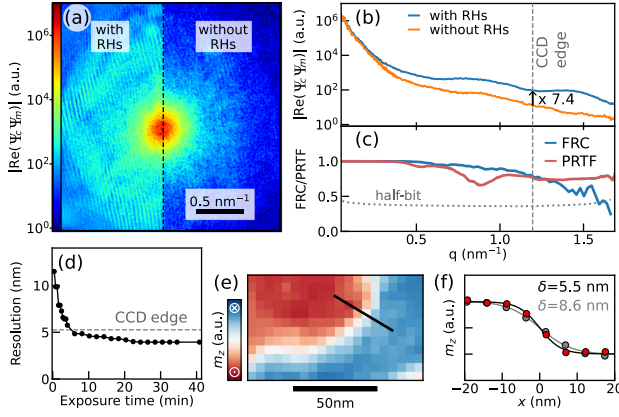 (a)
with
RHs
without
RHs
|Re(Ψ_c Ψ_m)| (a.u.)
10^6
10^4
10^2
10^0
0.5 nm⁻¹
(b)
with RHs
without RHs
CCD
edge
x 7.4
|Re(Ψ_c Ψ_m)| (a.u.)
10^6
10^4
10^2
10^0
(c)
FRC
PRTF
half-bit
FRC/PRTF
1.0
0.5
0.0
0.5
1.0
1.5
q (nm⁻¹)
(d)
CCD edge
Resolution (nm)
10
5
0
0
10
20
30
40
Exposure time (min)
(e)
m_z (a.u.)
⊗
⊙
50nm
(f)
δ=5.5 nm
δ=8.6 nm
m_z (a.u.)
−20
−10
0
10
20
x (nm)